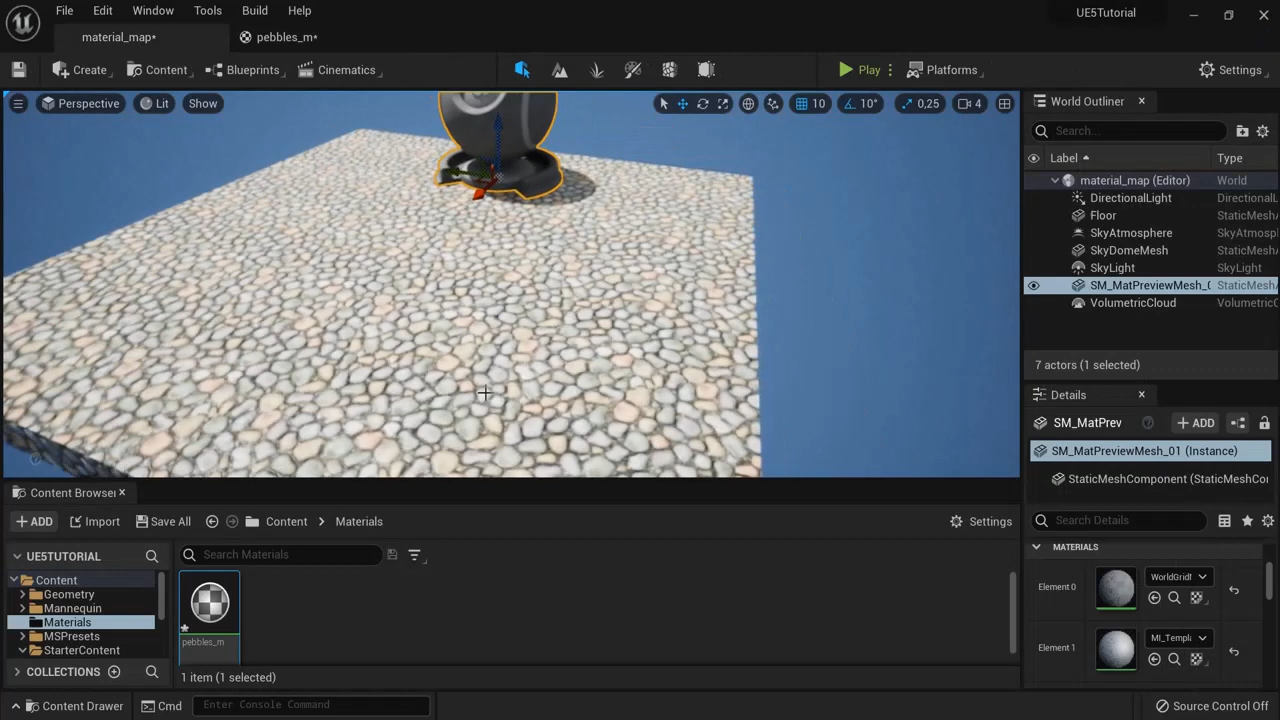 File Edit Window Tools Build Help
UE5Tutorial
material_map*
pebbles_m*
Create
Content
Blueprints
Cinematics
Play
Platforms
Settings
Perspective
Lit
Show
10
10°
0,25
4
World Outliner
Search...
Label
Type
material_map (Editor) World
DirectionalLight Directional
Floor StaticMesh
SkyAtmosphere SkyAtmosp
SkyDomeMesh StaticMesh
SkyLight SkyLight
SM_MatPreviewMesh_( StaticMesh
VolumetricCloud VolumetricC
7 actors (1 selected)
Details
SM_MatPrev
+ ADD
SM_MatPreviewMesh_01 (Instance)
StaticMeshComponent (StaticMeshCo
Search Details
MATERIALS
Element 0
WorldGridM
Element 1
MI_Templ
Content Browser
+ ADD
Import
Save All
Content
Materials
Settings
UE5TUTORIAL
Content
Geometry
Mannequin
Materials
MSPresets
StarterContent
COLLECTIONS
Search Materials
pebbles_m
1 item (1 selected)
Content Drawer
Cmd
Enter Console Command
Source Control Off